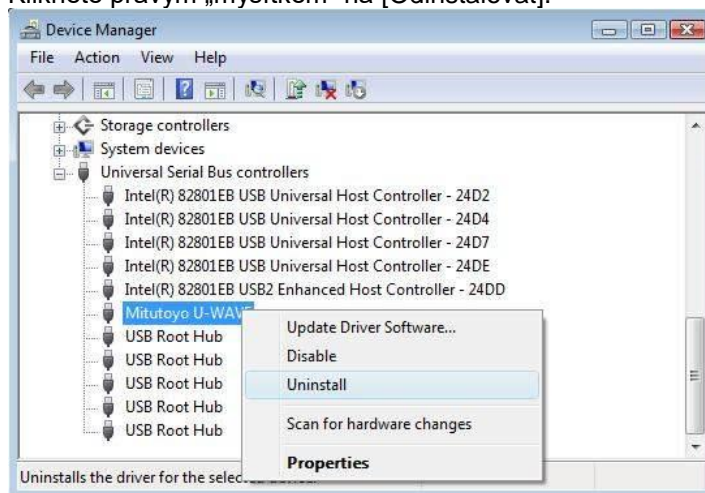 Klikněte pravým „myšítkem“ na [Odinstalovat].
Device Manager
File Action View Help
Storage controllers
System devices
Universal Serial Bus controllers
Intel(R) 82801EB USB Universal Host Controller - 24D2
Intel(R) 82801EB USB Universal Host Controller - 24D4
Intel(R) 82801EB USB Universal Host Controller - 24D7
Intel(R) 82801EB USB Universal Host Controller - 24DE
Intel(R) 82801EB USB2 Enhanced Host Controller - 24DD
Mitutoyo U-WAVE
USB Root Hub
USB Root Hub
USB Root Hub
USB Root Hub
USB Root Hub
Update Driver Software...
Disable
Uninstall
Scan for hardware changes
Properties
Uninstalls the driver for the selected device.